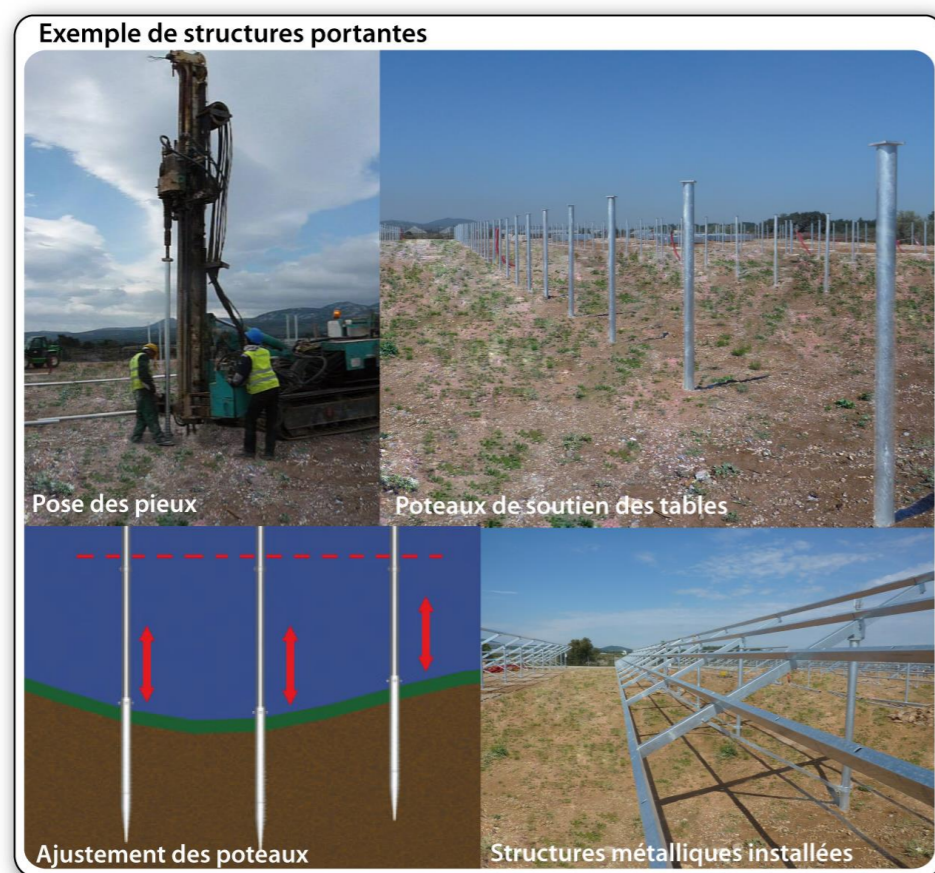 Exemple de structures portantes
Pose des pieux
Poteaux de soutien des tables
Ajustement des poteaux
Structures métalliques installées